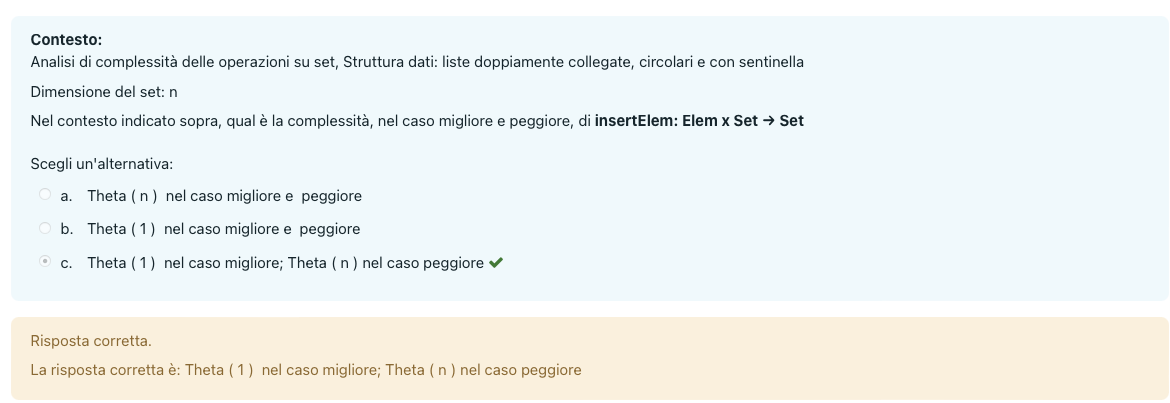 Contesto:
Analisi di complessità delle operazioni su set, Struttura dati: liste doppiamente collegate, circolari e con sentinella
Dimensione del set: n
Nel contesto indicato sopra, qual è la complessità, nel caso migliore e peggiore, di insertElem: Elem x Set → Set
Scegli un'alternativa:
a. Theta ( n ) nel caso migliore e peggiore
b. Theta ( 1 ) nel caso migliore e peggiore
c. Theta ( 1 ) nel caso migliore; Theta ( n ) nel caso peggiore ✔
Risposta corretta.
La risposta corretta è: Theta ( 1 ) nel caso migliore; Theta ( n ) nel caso peggiore